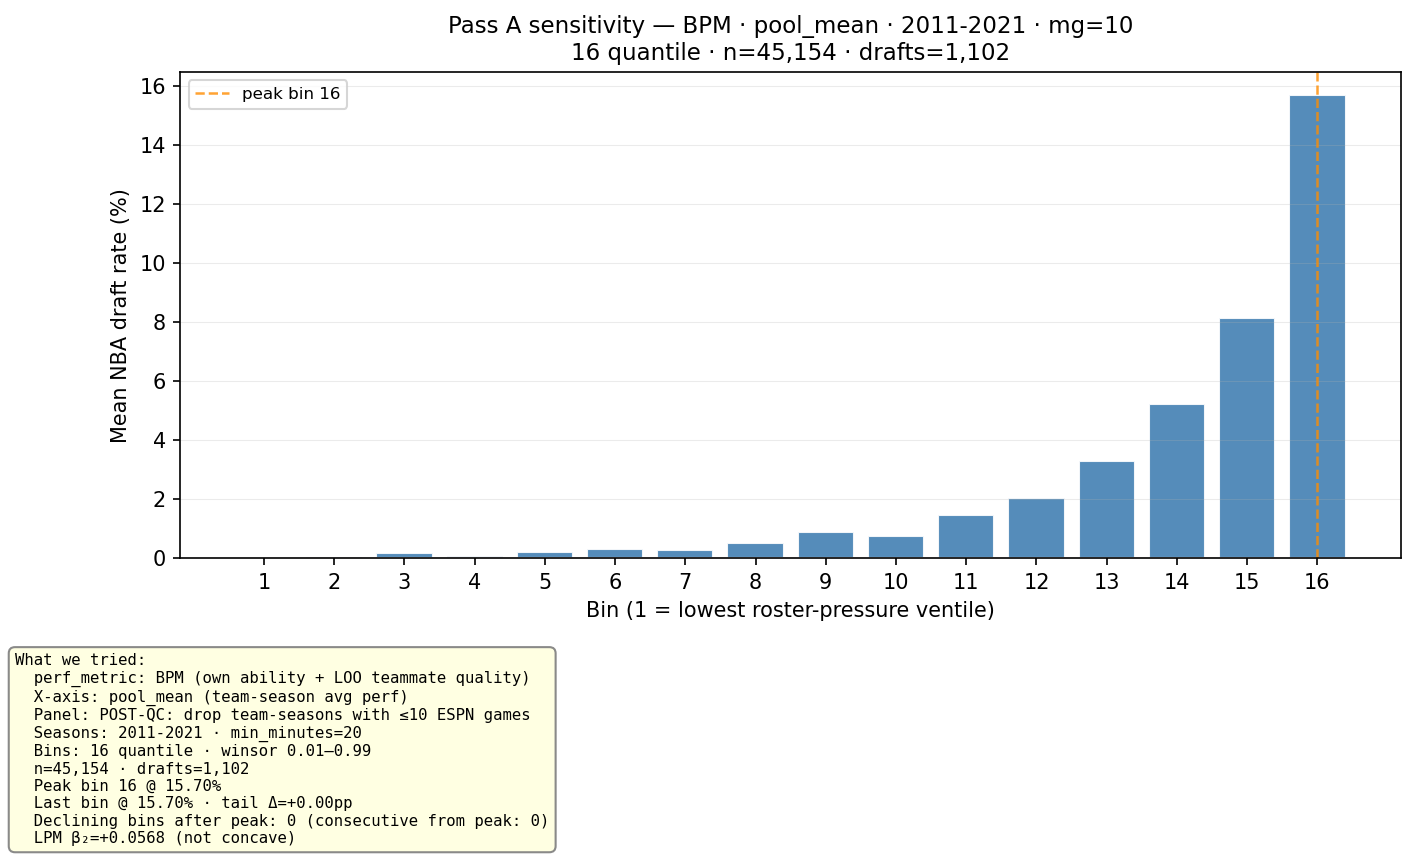 Pass A sensitivity — BPM · pool_mean · 2011-2021 · mg=10
16 quantile · n=45,154 · drafts=1,102
peak bin 16
Mean NBA draft rate (%)
16
14
12
10
8
6
4
2
0
1 2 3 4 5 6 7 8 9 10 11 12 13 14 15 16
Bin (1 = lowest roster-pressure ventile)
What we tried:
perf_metric: BPM (own ability + LOO teammate quality)
X-axis: pool_mean (team-season avg perf)
Panel: POST-QC: drop team-seasons with ≤10 ESPN games
Seasons: 2011-2021 · min_minutes=20
Bins: 16 quantile · winsor 0.01–0.99
n=45,154 · drafts=1,102
Peak bin 16 @ 15.70%
Last bin @ 15.70% · tail Δ=+0.00pp
Declining bins after peak: 0 (consecutive from peak: 0)
LPM β₂=+0.0568 (not concave)